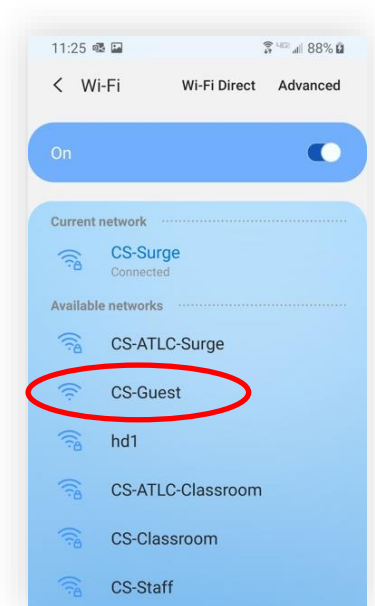 11:25 88%
Wi-Fi Wi-Fi Direct Advanced
On
Current network
CS-Surge
Connected
Available networks
CS-ATLC-Surge
CS-Guest
hd1
CS-ATLC-Classroom
CS-Classroom
CS-Staff